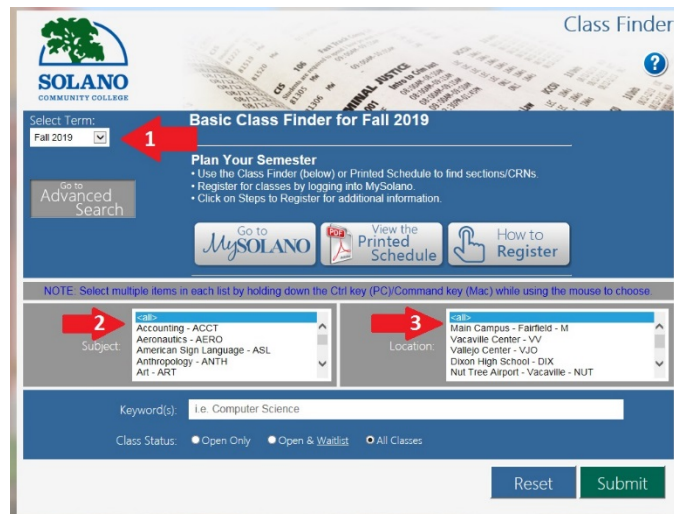 Class Finder
?
SOLANO
COMMUNITY COLLEGE
CIS 106
Select Term:
Fall 2019
1
Go to
Advanced
Search
Basic Class Finder for Fall 2019
Plan Your Semester
• Use the Class Finder (below) or Printed Schedule to find sections/CRNs.
• Register for classes by logging into MySolano.
• Click on Steps to Register for additional information.
Go to
MySOLANO
PDF
View the
Printed
Schedule
How to
Register
NOTE: Select multiple items in each list by holding down the Ctrl key (PC)/Command key (Mac) while using the mouse to choose.
2
Subject:
<all>
Accounting - ACCT
Aeronautics - AERO
American Sign Language - ASL
Anthropology - ANTH
Art - ART
3
Location:
<all>
Main Campus - Fairfield - M
Vacaville Center - VV
Vallejo Center - VJO
Dixon High School - DIX
Nut Tree Airport - Vacaville - NUT
Keyword(s):
i.e. Computer Science
Class Status:
Open Only
Open & Waitlist
All Classes
Reset
Submit